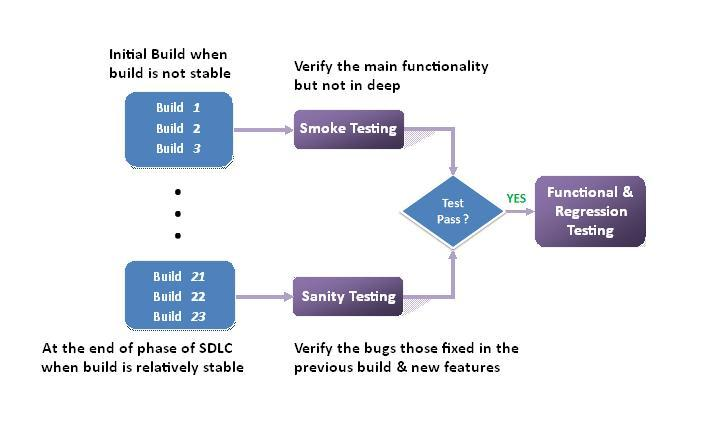 Initial Build when
build is not stable
Verify the main functionality
but not in deep
Build 1
Build 2
Build 3
Smoke Testing
Test
Pass ?
YES
Functional &
Regression
Testing
Build 21
Build 22
Build 23
Sanity Testing
At the end of phase of SDLC
when build is relatively stable
Verify the bugs those fixed in the
previous build & new features